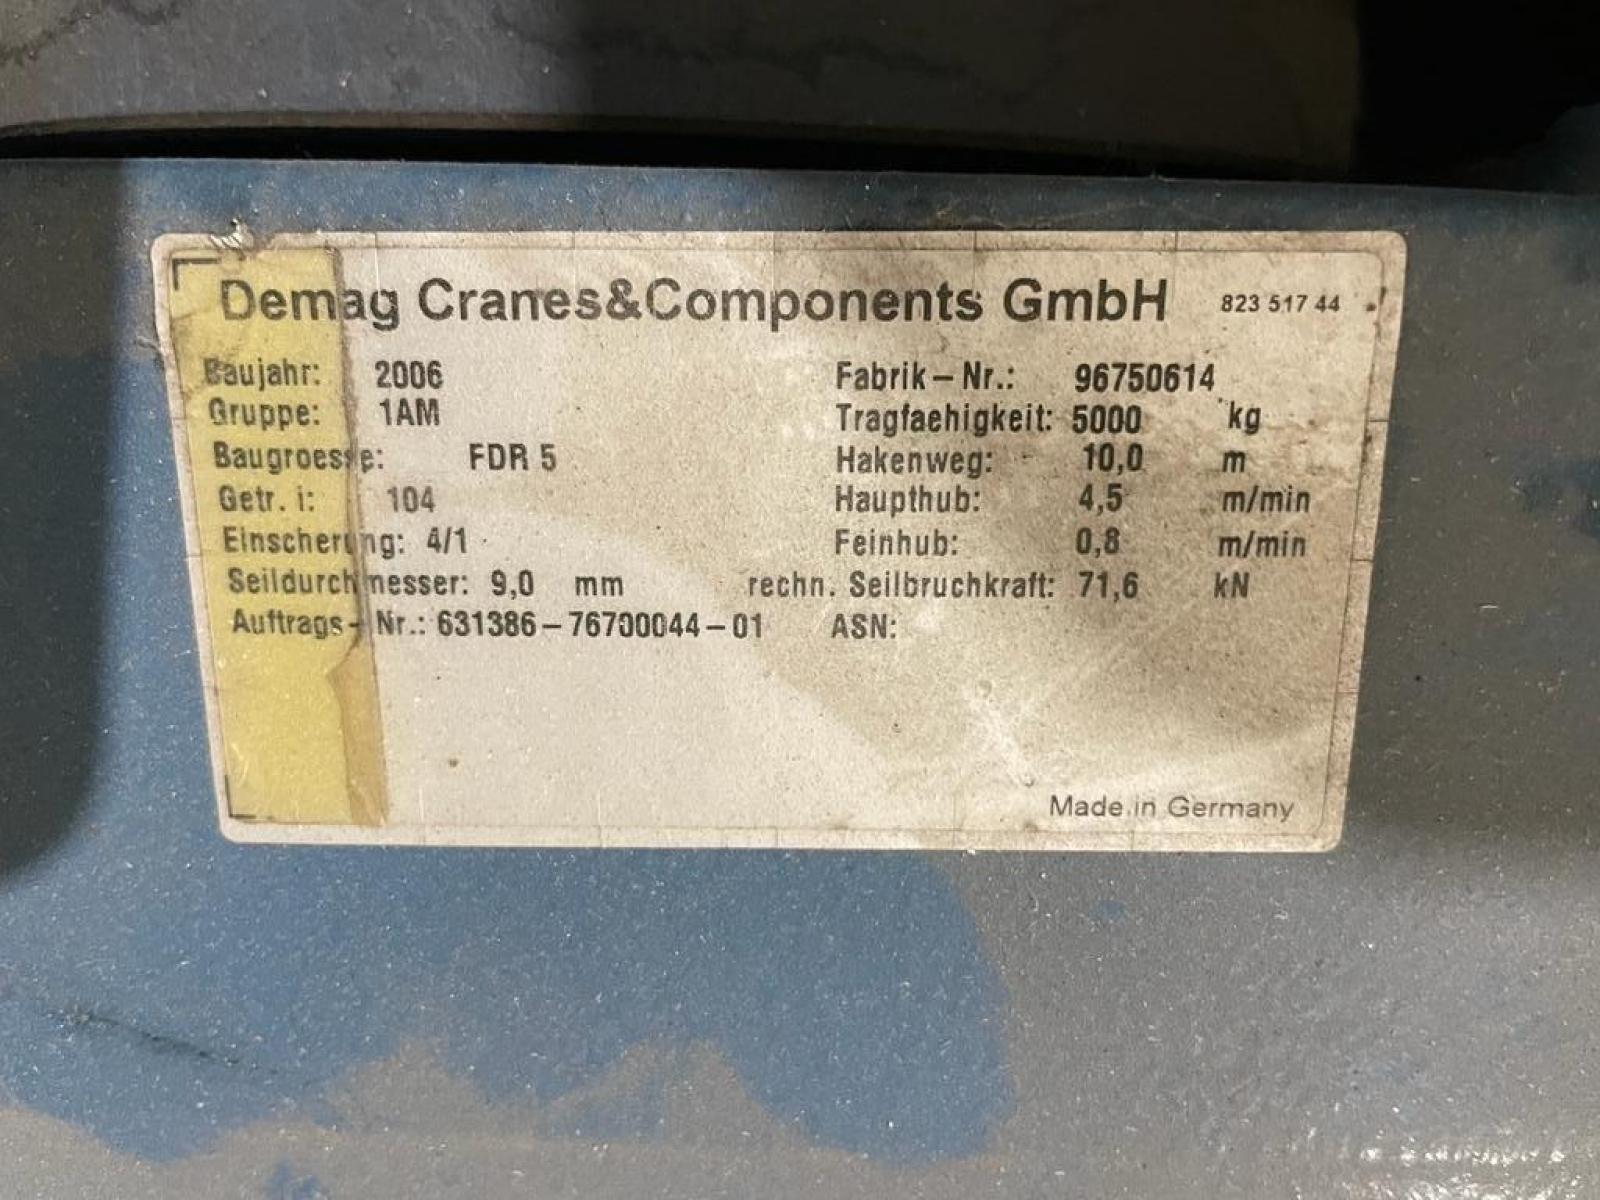 Demag Cranes&Components GmbH 823 517 44
Baujahr: 2006 Fabrik-Nr.: 96750614
Gruppe: 1AM Tragfaehigkeit: 5000 kg
Baugroesse: FDR 5 Hakenweg: 10,0 m
Getr. i: 104 Haupthub: 4,5 m/min
Einscherung: 4/1 Feinhub: 0,8 m/min
Seildurchmesser: 9,0 mm rechn. Seilbruchkraft: 71,6 kN
Auftrags-Nr.: 631386-76700044-01 ASN:
Made in Germany